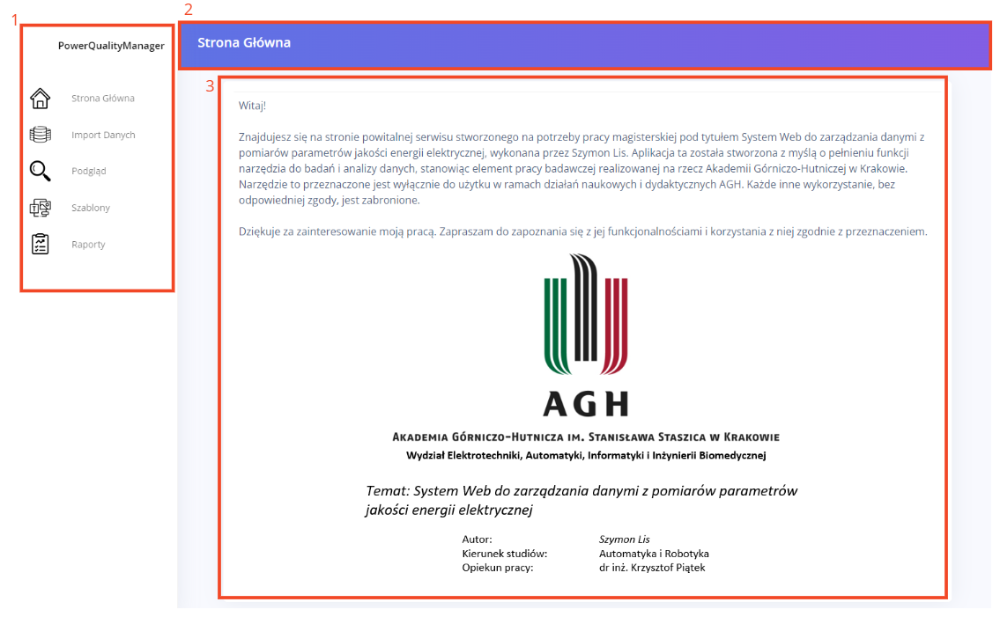 1
PowerQualityManager
Strona Główna
Import Danych
Podgląd
Szablony
Raporty
2
Strona Główna
3
Witaj!
Znajdujesz się na stronie powitalnej serwisu stworzonego na potrzeby pracy magisterskiej pod tytułem System Web do zarządzania danymi z
pomiarów parametrów jakości energii elektrycznej, wykonana przez Szymon Lis. Aplikacja ta została stworzona z myślą o pełnieniu funkcji
narzędzia do badań i analizy danych, stanowiąc element pracy badawczej realizowanej na rzecz Akademii Górniczo-Hutniczej w Krakowie.
Narzędzie to przeznaczone jest wyłącznie do użytku w ramach działań naukowych i dydaktycznych AGH. Każde inne wykorzystanie, bez
odpowiedniej zgody, jest zabronione.
Dziękuje za zainteresowanie moją pracą. Zapraszam do zapoznania się z jej funkcjonalnościami i korzystania z niej zgodnie z przeznaczeniem.
AGH
Akademia Górniczo-Hutnicza im. Stanisława Staszica w Krakowie
Wydział Elektrotechniki, Automatyki, Informatyki i Inżynierii Biomedycznej
Temat: System Web do zarządzania danymi z pomiarów parametrów
jakości energii elektrycznej
Autor: Szymon Lis
Kierunek studiów: Automatyka i Robotyka
Opiekun pracy: dr inż. Krzysztof Piątek